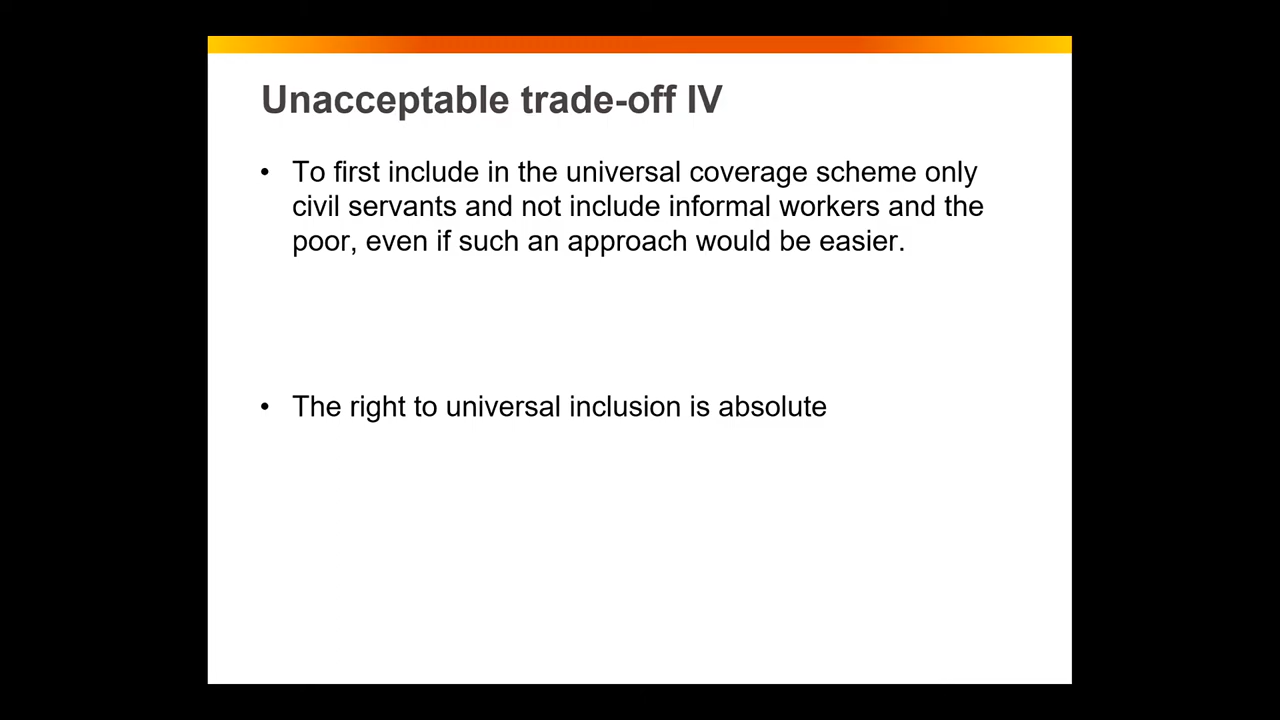 Unacceptable trade-off IV
• To first include in the universal coverage scheme only
civil servants and not include informal workers and the
poor, even if such an approach would be easier.
• The right to universal inclusion is absolute